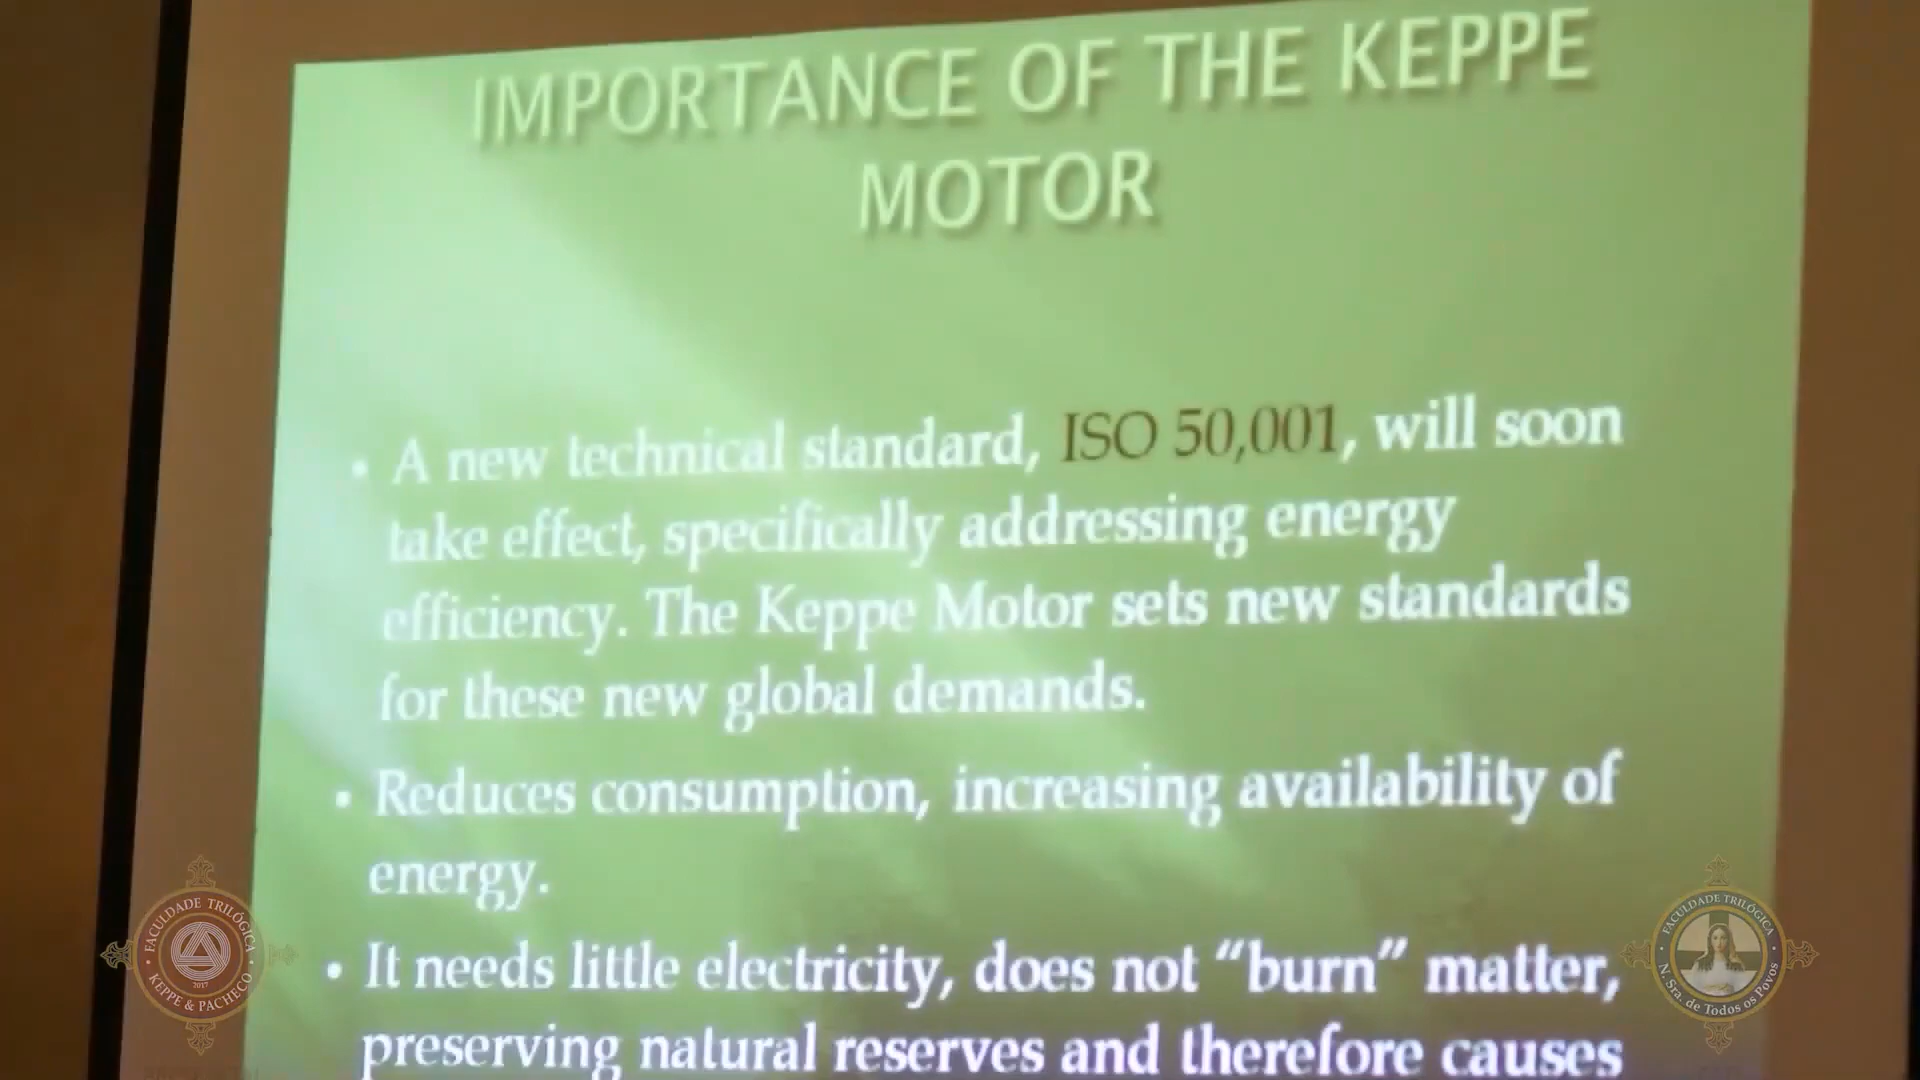 IMPORTANCE OF THE KEPPE
MOTOR
• A new technical standard, ISO 50,001, will soon
take effect, specifically addressing energy
efficiency. The Keppe Motor sets new standards
for these new global demands.
• Reduces consumption, increasing availability of
energy.
• It needs little electricity, does not “burn” matter,
preserving natural reserves and therefore causes
FACULDADE TRILÓGICA
2017
KEPPE & PACHECO
FACULDADE TRILÓGICA
N. Sra. de Todos os Povos